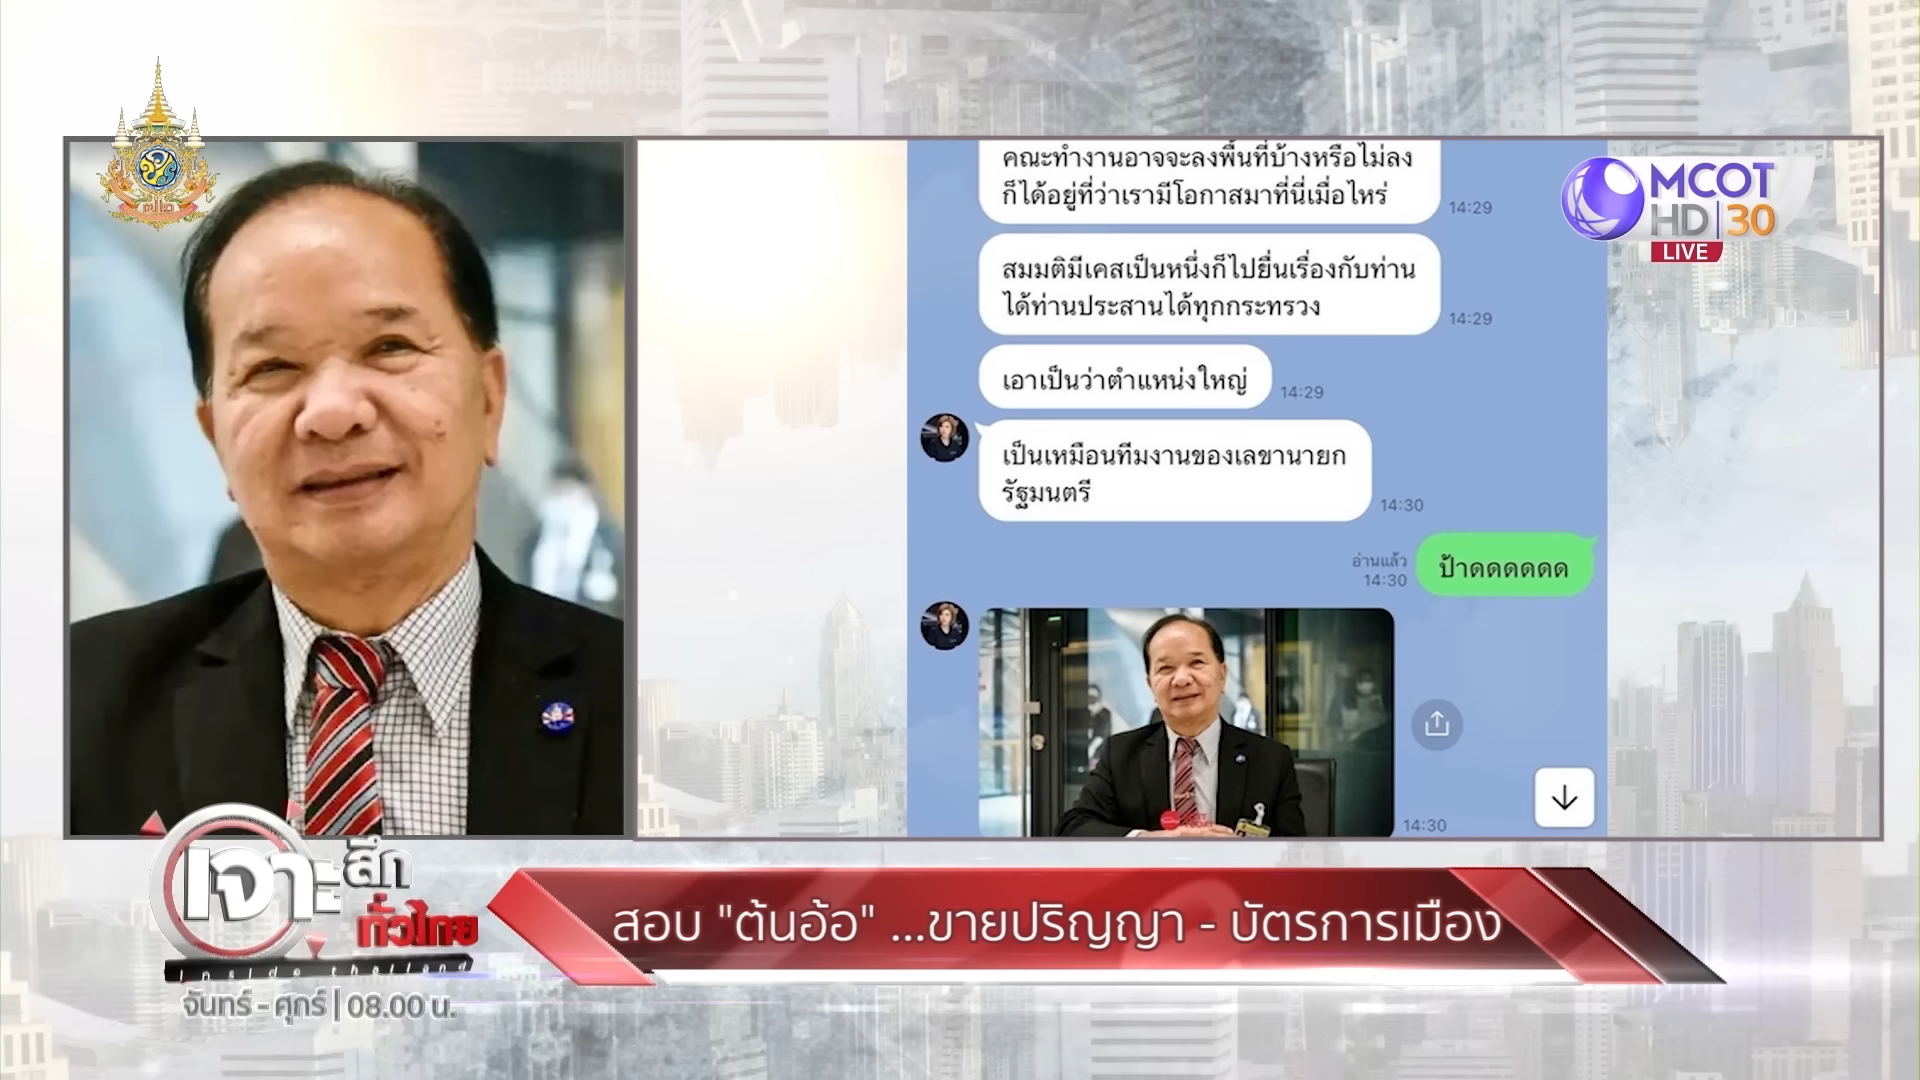 คณะทำงานอาจจะลงพื้นที่บ้างหรือไม่ลง
ก็ได้อยู่ที่ว่าเรามีโอกาสมาที่นี่เมื่อไหร่
14:29
MCOT
HD|30
LIVE
สมมติมีเคสเป็นหนึ่งก็ไปยื่นเรื่องกับท่าน
ได้ท่านประสานได้ทุกกระทรวง
14:29
เอาเป็นว่าตำแหน่งใหญ่
14:29
เป็นเหมือนทีมงานของเลขานายก
รัฐมนตรี
14:30
อ่านแล้ว
14:30
ป้าดดดดดด
14:30
เจาะลึก
ทั่วไทย
inside thailand
จันทร์ - ศุกร์ | 08.00 น.
สอบ "ต้นอ้อ" ...ขายปริญญา - บัตรการเมือง